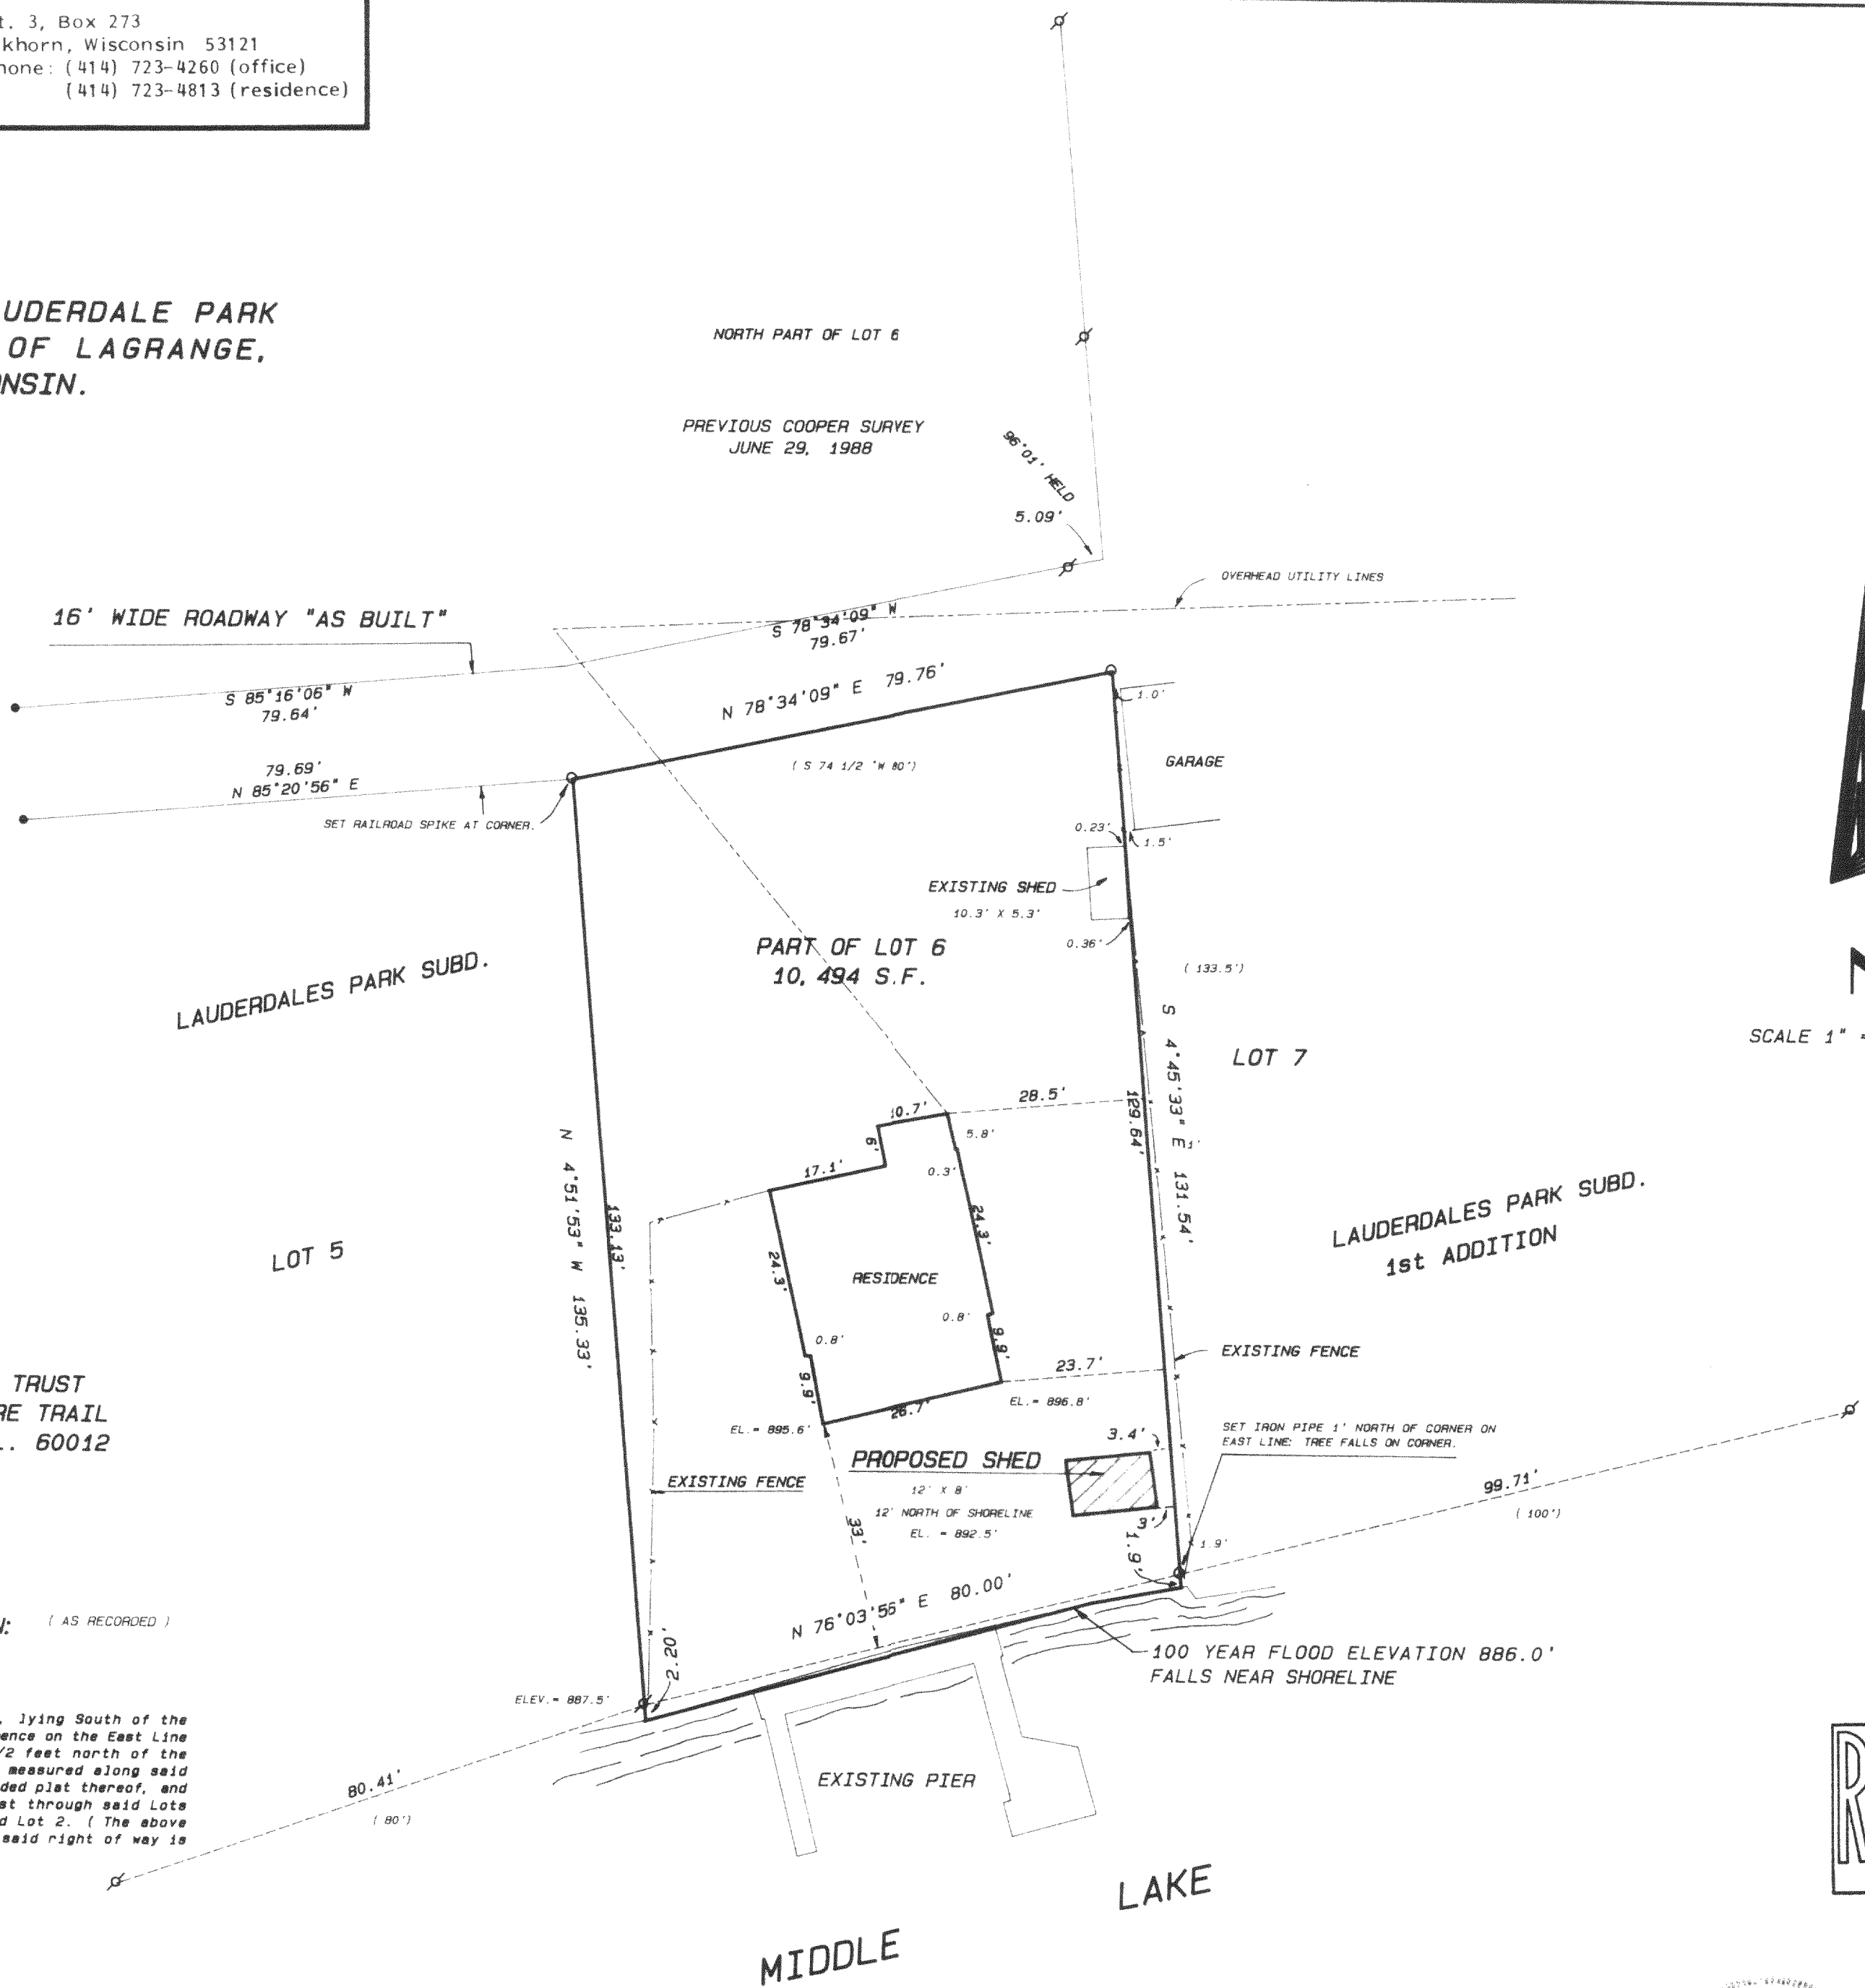 t. 3, Box 273
khorn, Wisconsin 53121
hone: (414) 723-4260 (office)
(414) 723-4813 (residence)
UDERDALE PARK
OF LAGRANGE,
ONSIN.
NORTH PART OF LOT 6
PREVIOUS COOPER SURVEY
JUNE 29, 1988
96°01' HELD
5.09'
OVERHEAD UTILITY LINES
16' WIDE ROADWAY "AS BUILT"
S 78°34'09" W
79.67'
S 85°16'06" W
79.64'
N 78°34'09" E 79.76'
1.0'
( S 74 1/2 °W 80')
GARAGE
79.69'
N 85°20'56" E
SET RAILROAD SPIKE AT CORNER.
0.23'
1.5'
EXISTING SHED
10.3' X 5.3'
0.36'
PART OF LOT 6
10,494 S.F.
( 133.5')
LAUDERDALES PARK SUBD.
S 4°45'33" E 131.54'
129.64'
1'
LOT 7
SCALE 1" =
28.5'
10.7'
5.8'
6'
17.1'
0.3'
N 4°51'53" W 135.33'
133.13'
24.3'
24.3'
LAUDERDALES PARK SUBD.
1st ADDITION
LOT 5
RESIDENCE
0.8'
0.8'
9.9'
9.9'
EXISTING FENCE
23.7'
26.7'
EL.= 896.8'
EL.= 895.6'
TRUST
RE TRAIL
L. 60012
SET IRON PIPE 1' NORTH OF CORNER ON
EAST LINE: TREE FALLS ON CORNER.
3.4'
PROPOSED SHED
12' X 8'
12' NORTH OF SHORELINE
EL. = 892.5'
EXISTING FENCE
33'
3'
1.9'
1.9'
99.71'
( 100')
N 76°03'56" E 80.00'
2.20'
N: ( AS RECORDED )
100 YEAR FLOOD ELEVATION 886.0'
FALLS NEAR SHORELINE
ELEV.= 887.5'
, lying South of the
ence on the East Line
/2 feet north of the
measured along said
ded plat thereof, and
st through said Lots
d Lot 2. ( The above
said right of way is
80.41'
( 80')
EXISTING PIER
MIDDLE LAKE